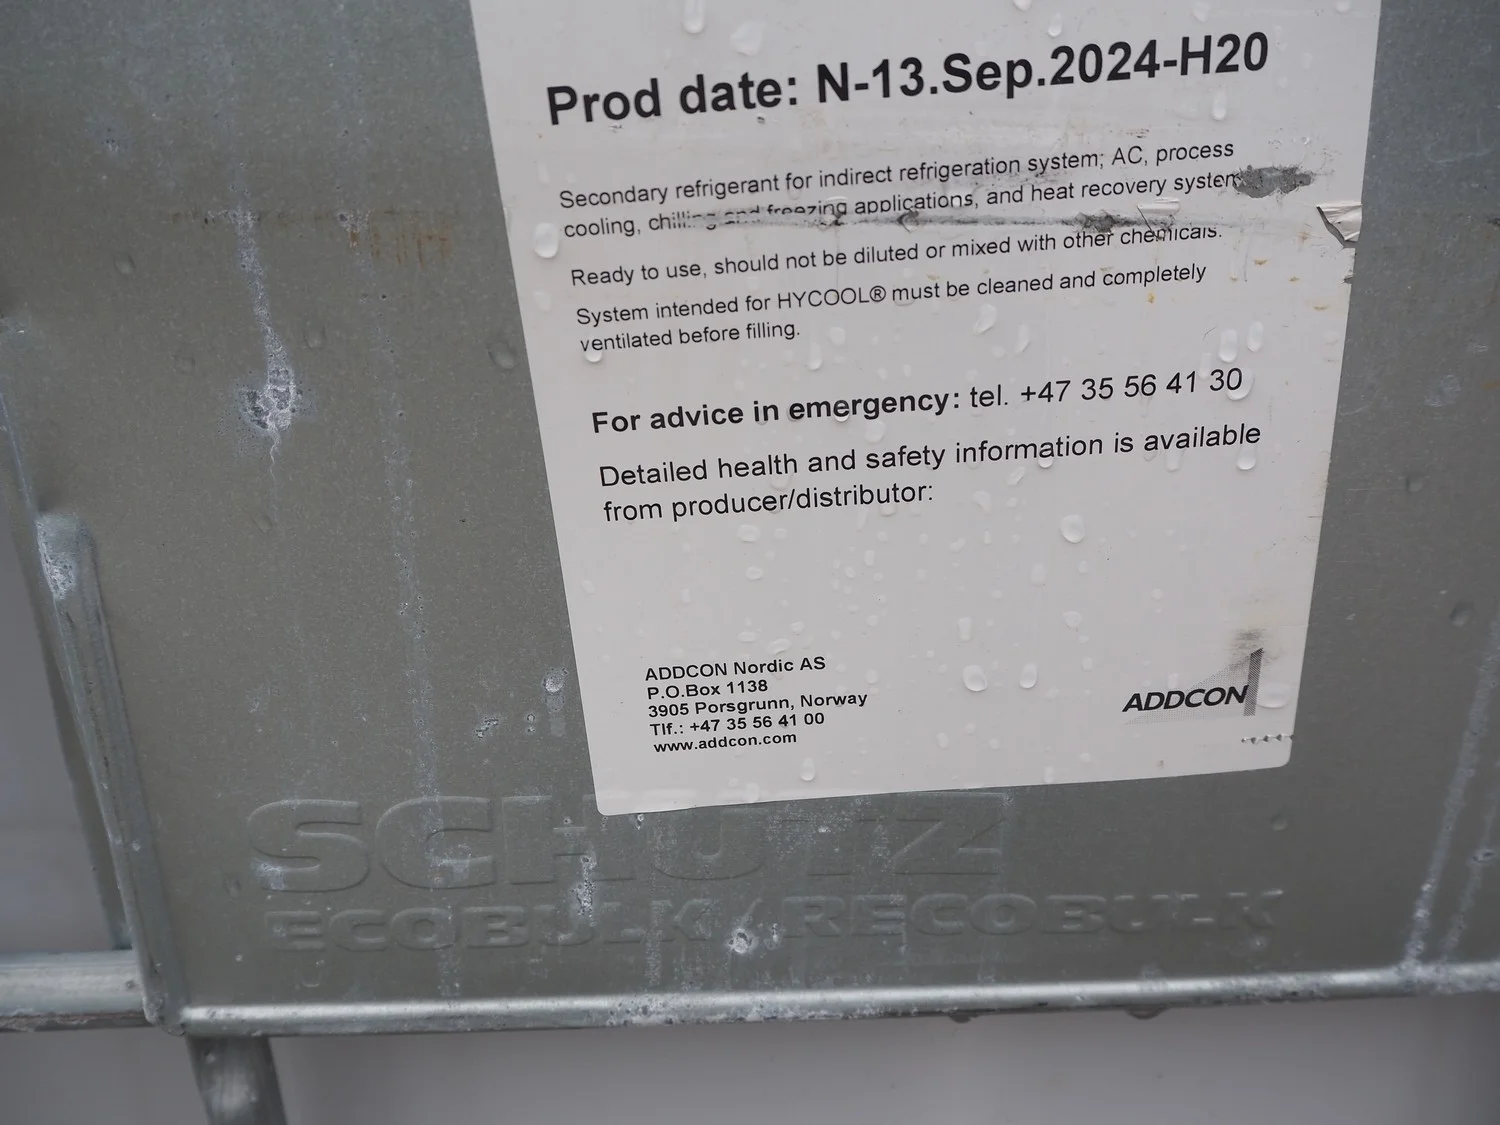 Prod date: N-13.Sep.2024-H20
Secondary refrigerant for indirect refrigeration system; AC, process
cooling, chilling and freezing applications, and heat recovery system
Ready to use, should not be diluted or mixed with other chemicals.
System intended for HYCOOL® must be cleaned and completely
ventilated before filling.
For advice in emergency: tel. +47 35 56 41 30
Detailed health and safety information is available
from producer/distributor:
ADDCON Nordic AS
P.O.Box 1138
3905 Porsgrunn, Norway
Tlf.: +47 35 56 41 00
www.addcon.com
ADDCON
SCHÜTZ
ECOBULK / RECOBULK